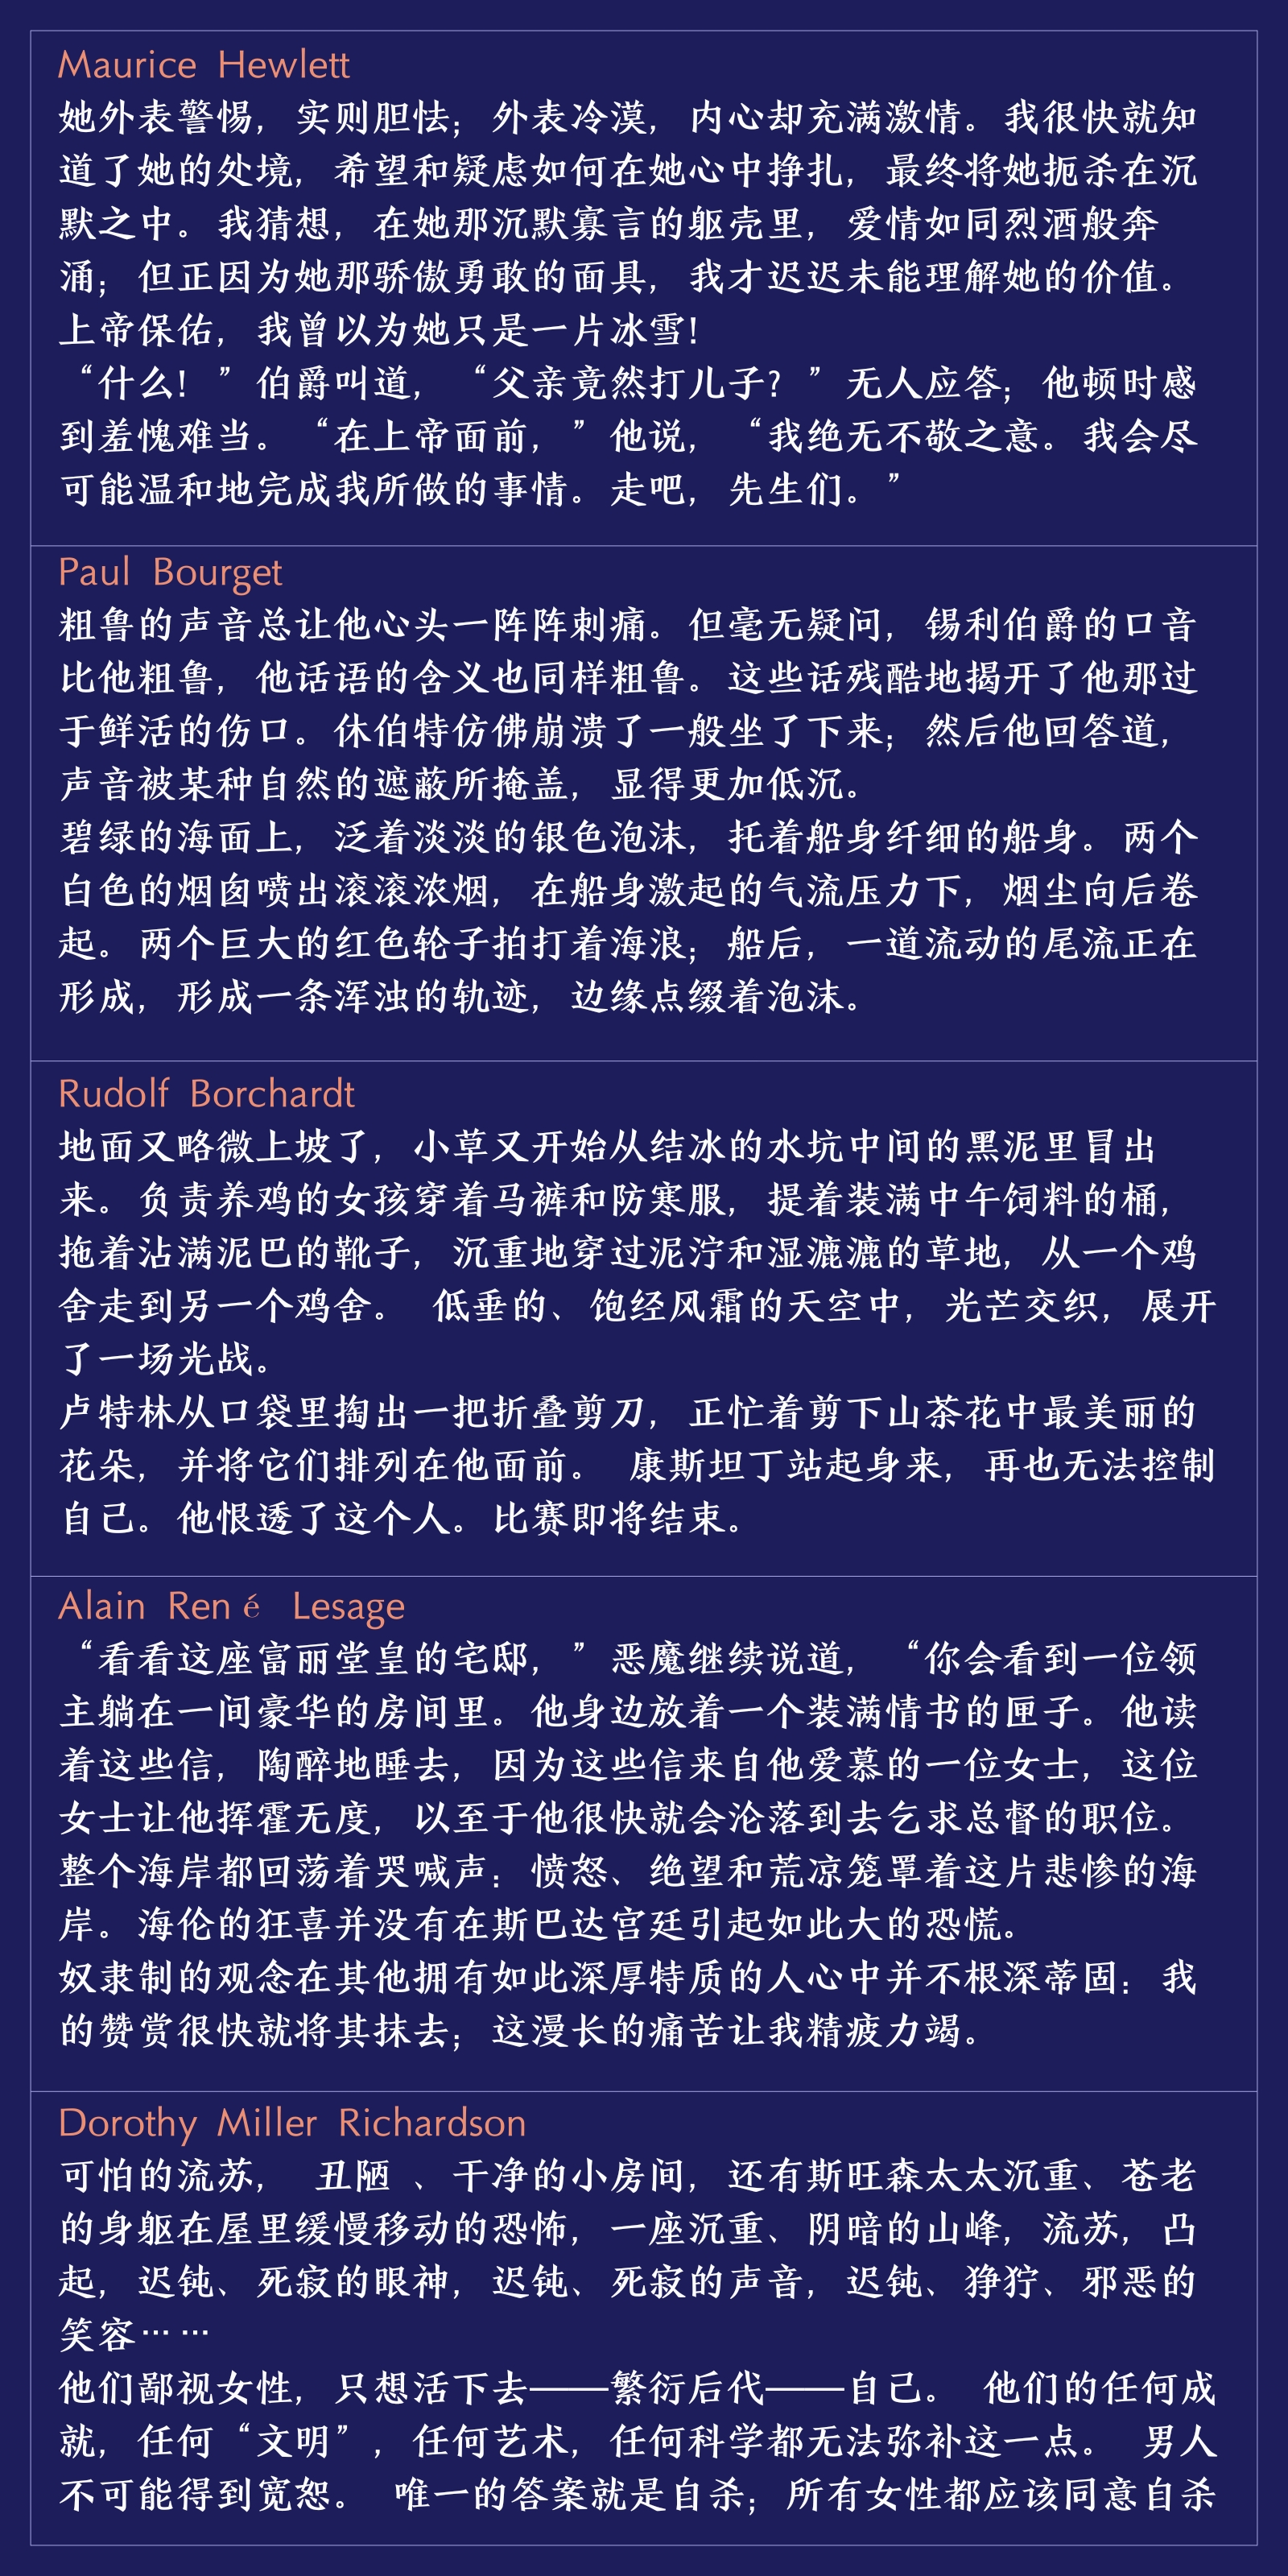 Maurice Hewlett
她外表警惕，实则胆怯；外表冷漠，内心却充满激情。我很快就知
道了她的处境，希望和疑虑如何在她心中挣扎，最终将她扼杀在沉
默之中。我猜想，在她那沉默寡言的躯壳里，爱情如同烈酒般奔
涌；但正因为她那骄傲勇敢的面具，我才迟迟未能理解她的价值。
上帝保佑，我曾以为她只是一片冰雪！
“什么！”伯爵叫道，“父亲竟然打儿子？”无人应答；他顿时感
到羞愧难当。“在上帝面前，”他说，“我绝无不敬之意。我会尽
可能温和地完成我所做的事情。走吧，先生们。”
Paul Bourget
粗鲁的声音总让他心头一阵阵刺痛。但毫无疑问，锡利伯爵的口音
比他粗鲁，他话语的含义也同样粗鲁。这些话残酷地揭开了他那过
于鲜活的伤口。休伯特仿佛崩溃了一般坐了下来；然后他回答道，
声音被某种自然的遮蔽所掩盖，显得更加低沉。
碧绿的海面上，泛着淡淡的银色泡沫，托着船身纤细的船身。两个
白色的烟囱喷出滚滚浓烟，在船身激起的气流压力下，烟尘向后卷
起。两个巨大的红色轮子拍打着海浪；船后，一道流动的尾流正在
形成，形成一条浑浊的轨迹，边缘点缀着泡沫。
Rudolf Borchardt
地面又略微上坡了，小草又开始从结冰的水坑中间的黑泥里冒出
来。负责养鸡的女孩穿着马裤和防寒服，提着装满中午饲料的桶，
拖着沾满泥巴的靴子，沉重地穿过泥泞和湿漉漉的草地，从一个鸡
舍走到另一个鸡舍。 低垂的、饱经风霜的天空中，光芒交织，展开
了一场光战。
卢特林从口袋里掏出一把折叠剪刀，正忙着剪下山茶花中最美丽的
花朵，并将它们排列在他面前。 康斯坦丁站起身来，再也无法控制
自己。他恨透了这个人。比赛即将结束。
Alain René Lesage
“看看这座富丽堂皇的宅邸，”恶魔继续说道，“你会看到一位领
主躺在一间豪华的房间里。他身边放着一个装满情书的匣子。他读
着这些信，陶醉地睡去，因为这些信来自他爱慕的一位女士，这位
女士让他挥霍无度，以至于他很快就会沦落到去乞求总督的职位。
整个海岸都回荡着哭喊声：愤怒、绝望和荒凉笼罩着这片悲惨的海
岸。海伦的狂喜并没有在斯巴达宫廷引起如此大的恐慌。
奴隶制的观念在其他拥有如此深厚特质的人心中并不根深蒂固：我
的赞赏很快就将其抹去；这漫长的痛苦让我精疲力竭。
Dorothy Miller Richardson
可怕的流苏， 丑陋 、干净的小房间，还有斯旺森太太沉重、苍老
的身躯在屋里缓慢移动的恐怖，一座沉重、阴暗的山峰，流苏，凸
起，迟钝、死寂的眼神，迟钝、死寂的声音，迟钝、狰狞、邪恶的
笑容……
他们鄙视女性，只想活下去——繁衍后代——自己。 他们的任何成
就，任何“文明”，任何艺术，任何科学都无法弥补这一点。 男人
不可能得到宽恕。 唯一的答案就是自杀；所有女性都应该同意自杀